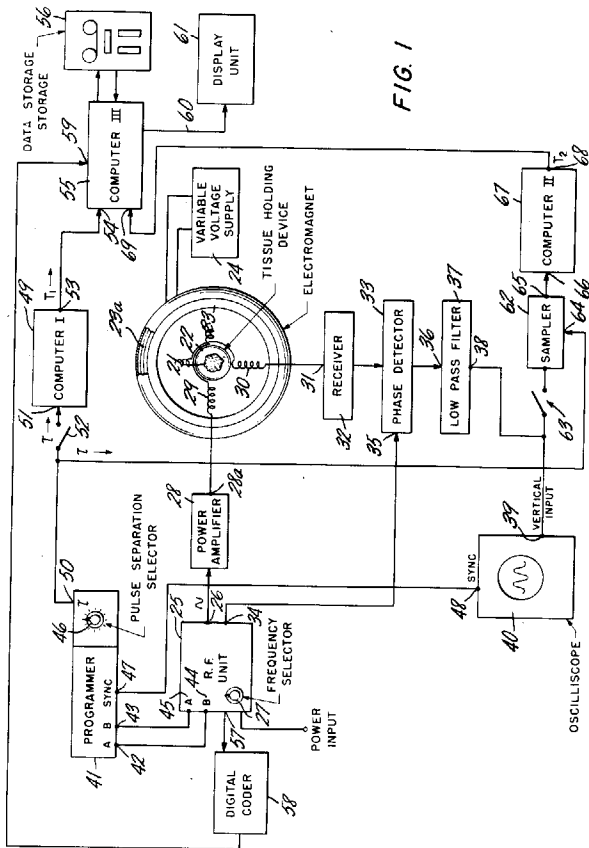 DATA STORAGE
STORAGE
56
59
55
COMPUTER III
54
69
60
61
DISPLAY
UNIT
49
COMPUTER I
51
53
T1
τ
52
τ
50
46
τ
PULSE SEPARATION
SELECTOR
PROGRAMMER
A B SYNC
41
42
43
47
29a
VARIABLE
VOLTAGE
SUPPLY
24
TISSUE HOLDING
DEVICE
ELECTROMAGNET
21
22
23
29
30
28
POWER
AMPLIFIER
28a
25
26
45
44
A
B
R.F.
UNIT
34
27
FREQUENCY
SELECTOR
57
POWER
INPUT
DIGITAL
CODER
58
31
RECEIVER
32
33
PHASE DETECTOR
35
36
37
LOW PASS FILTER
38
SYNC
48
39
VERTICAL
INPUT
40
OSCILLISCOPE
63
62
SAMPLER
64
65
66
67
COMPUTER II
T2
68
FIG. 1